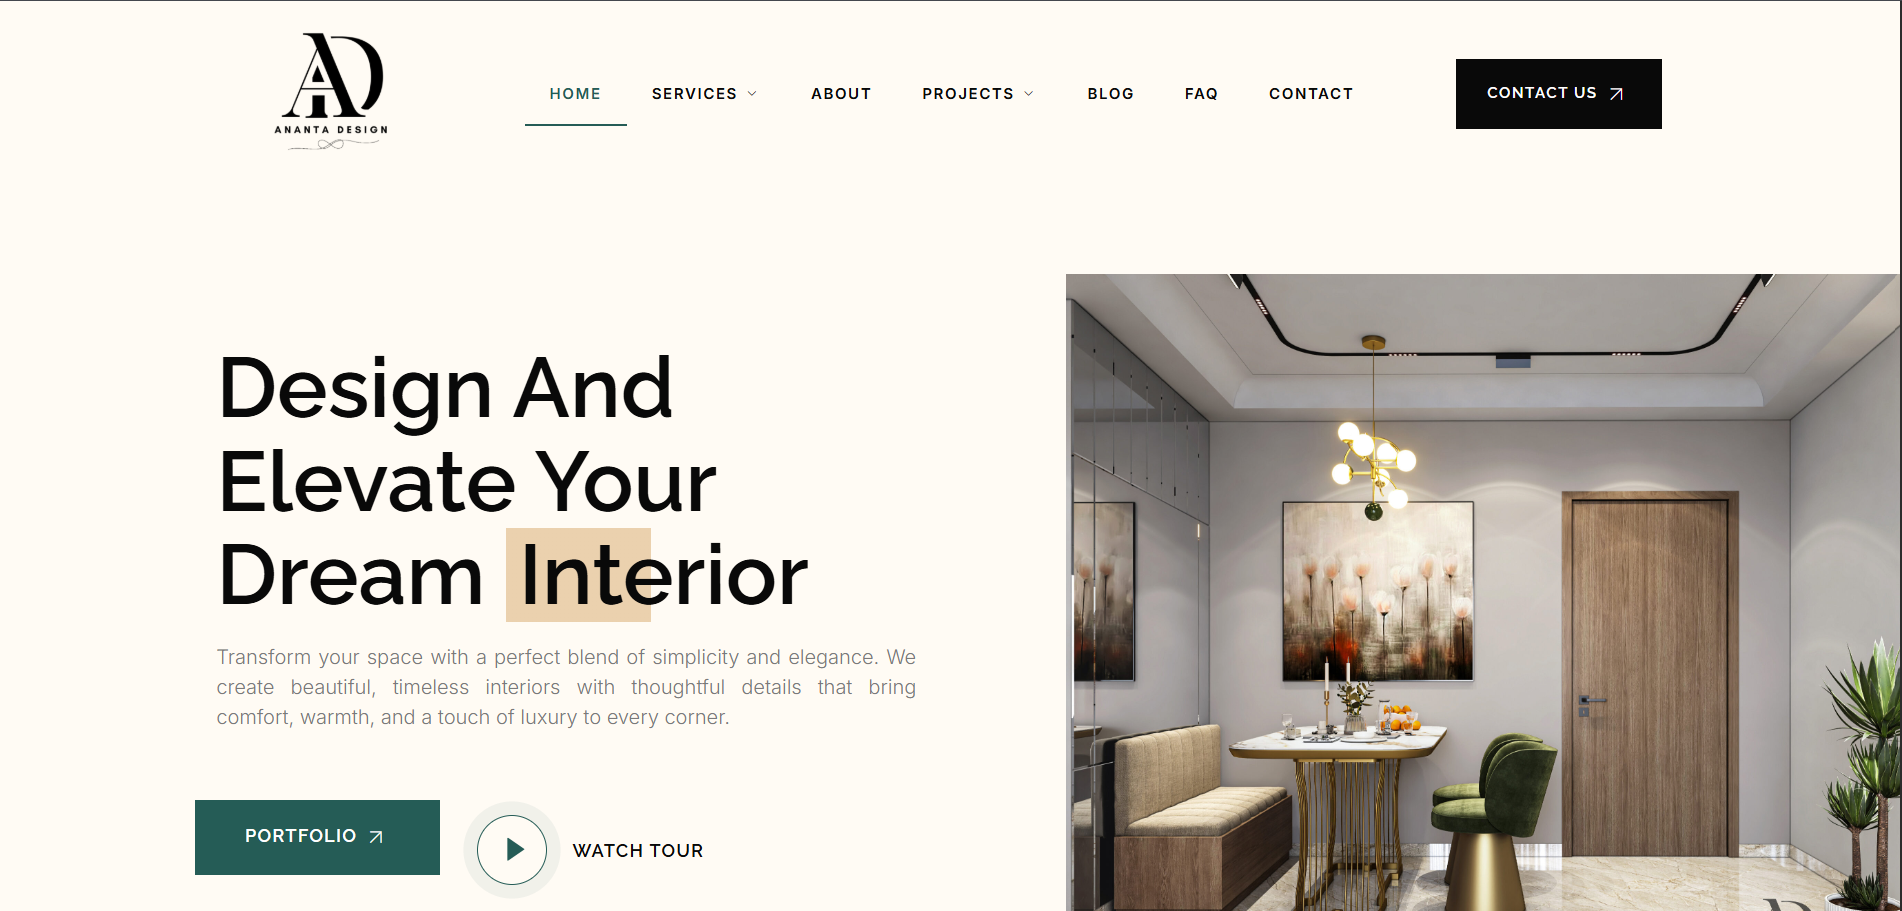 AD
ANANTA DESIGN
HOME SERVICES ABOUT PROJECTS BLOG FAQ CONTACT
CONTACT US
Design And
Elevate Your
Dream Interior
Transform your space with a perfect blend of simplicity and elegance. We
create beautiful, timeless interiors with thoughtful details that bring
comfort, warmth, and a touch of luxury to every corner.
PORTFOLIO
WATCH TOUR